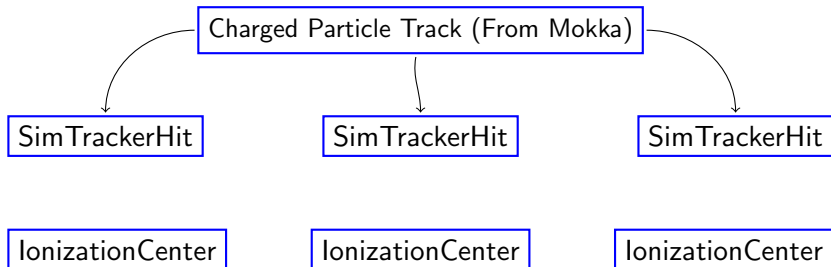 Charged Particle Track (From Mokka)
SimTrackerHit SimTrackerHit SimTrackerHit
IonizationCenter IonizationCenter IonizationCenter